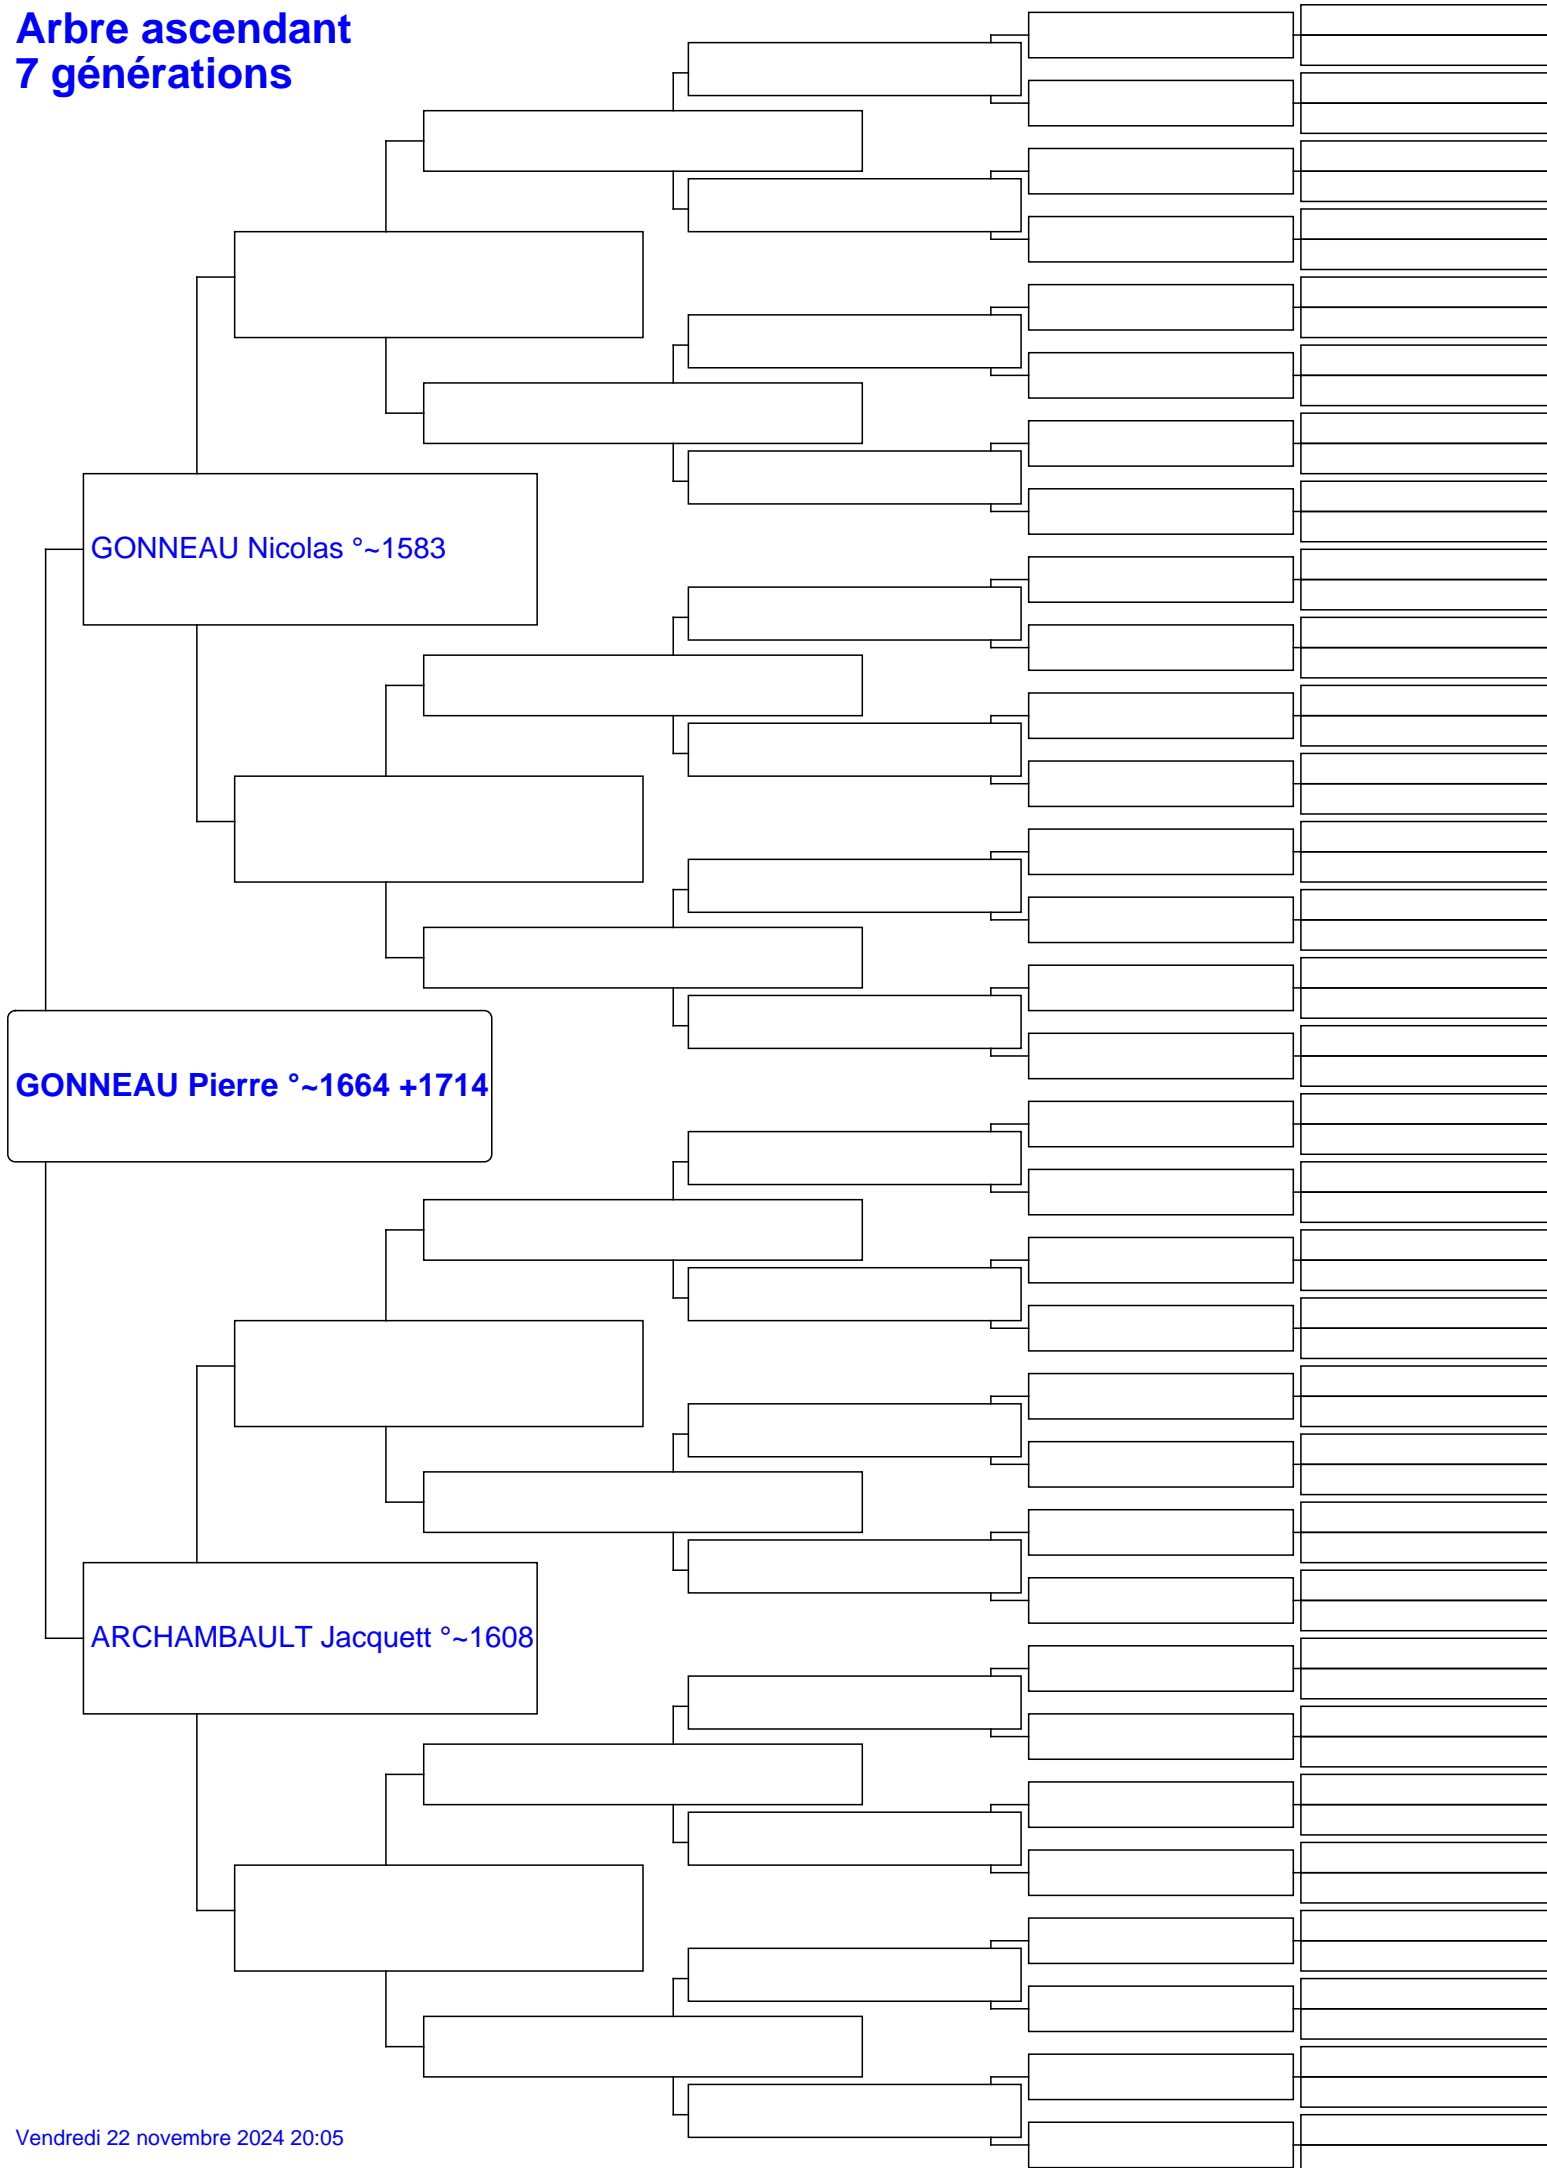 Arbre ascendant
7 générations
GONNEAU Nicolas °~1583
GONNEAU Pierre °~1664 +1714
ARCHAMBAULT Jacquett °~1608
Vendredi 22 novembre 2024 20:05